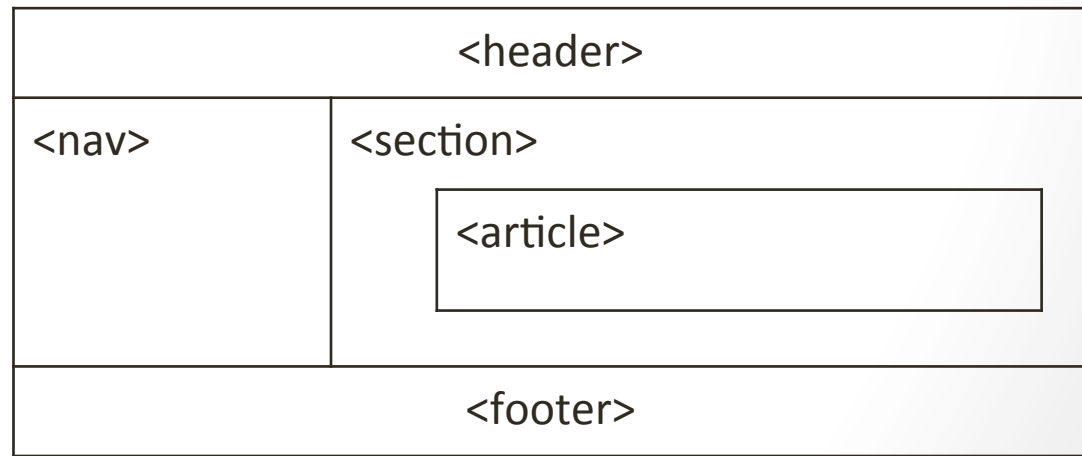 <header>
<nav>
<section>
<article>
<footer>